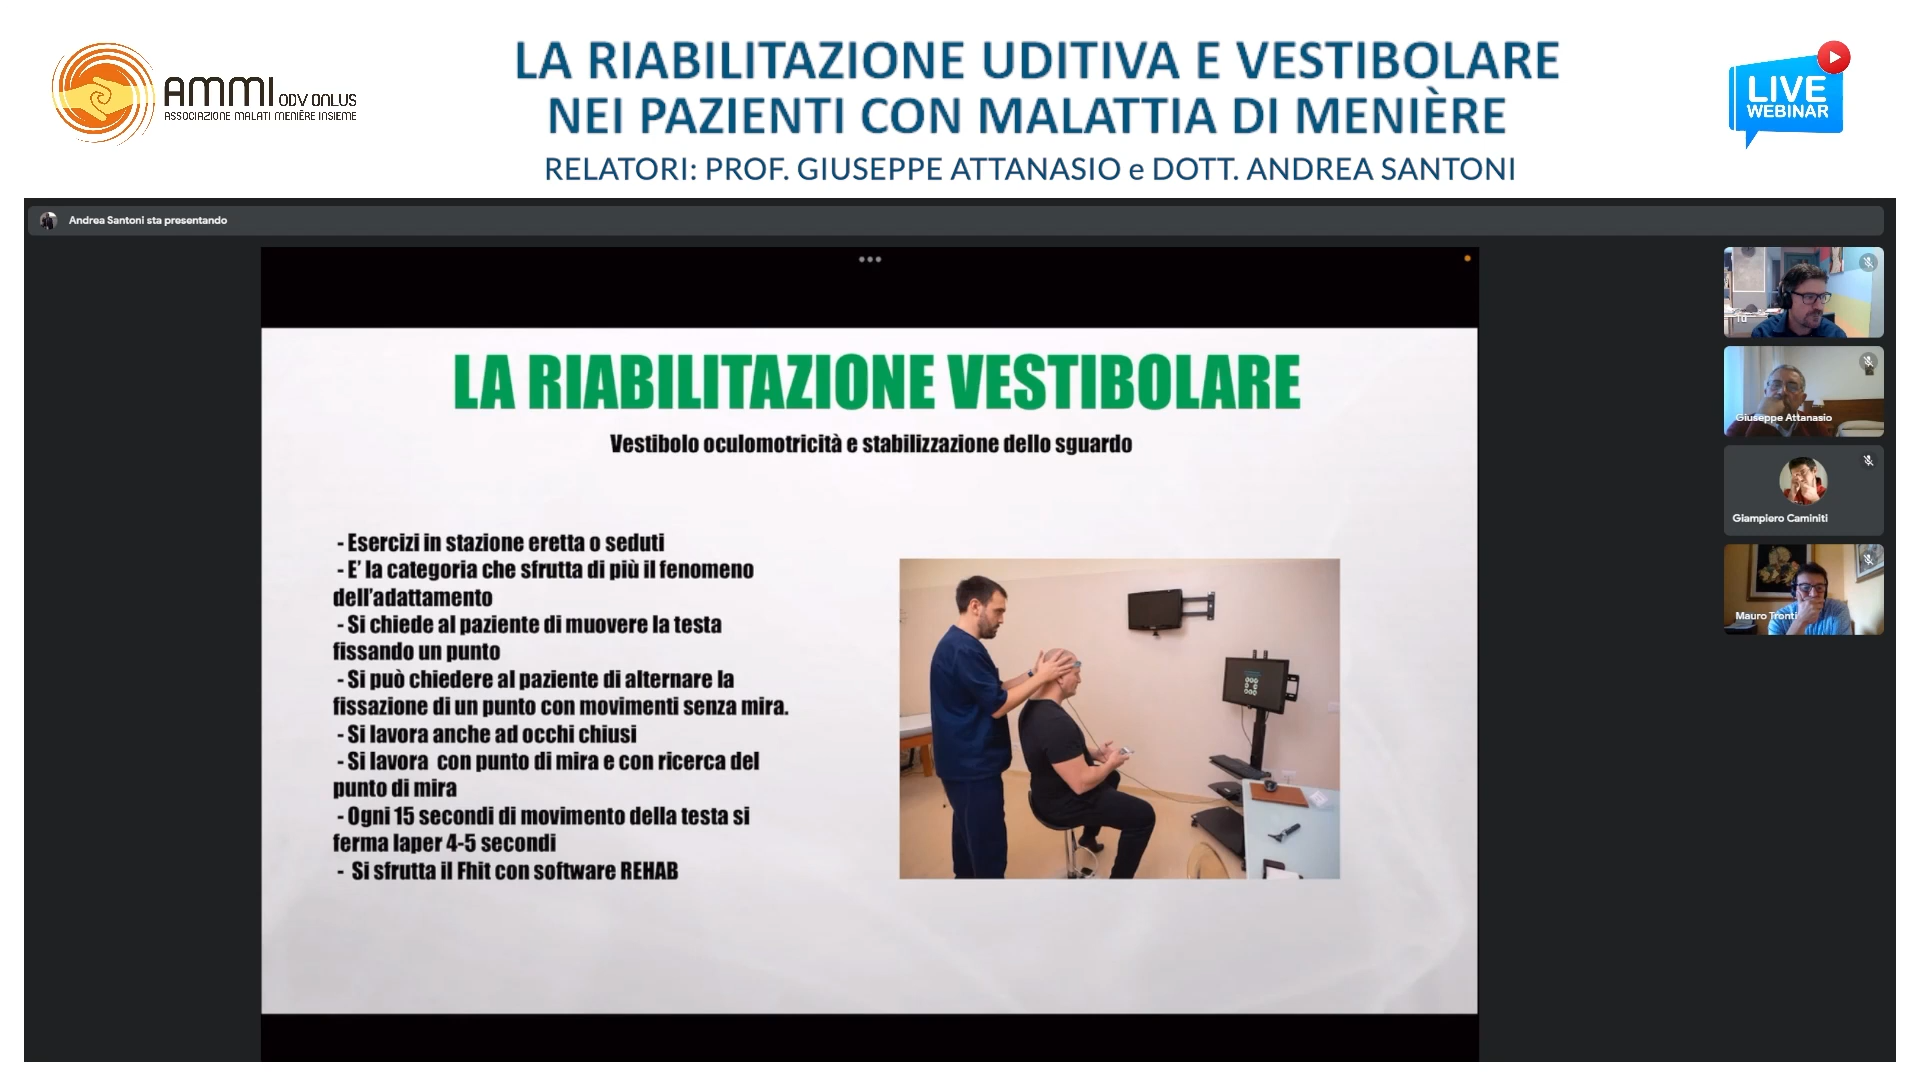 AMMI ODV ONLUS
ASSOCIAZIONE MALATI MENIÈRE INSIEME
LA RIABILITAZIONE UDITIVA E VESTIBOLARE
NEI PAZIENTI CON MALATTIA DI MENIÈRE
RELATORI: PROF. GIUSEPPE ATTANASIO e DOTT. ANDREA SANTONI
LIVE
WEBINAR
Andrea Santoni sta presentando
LA RIABILITAZIONE VESTIBOLARE
Vestibolo oculomotricità e stabilizzazione dello sguardo
- Esercizi in stazione eretta o seduti
- E' la categoria che sfrutta di più il fenomeno
dell'adattamento
- Si chiede al paziente di muovere la testa
fissando un punto
- Si può chiedere al paziente di alternare la
fissazione di un punto con movimenti senza mira.
- Si lavora anche ad occhi chiusi
- Si lavora con punto di mira e con ricerca del
punto di mira
- Ogni 15 secondi di movimento della testa si
ferma laper 4-5 secondi
- Si sfrutta il Fhit con software REHAB
Tu
Giuseppe Attanasio
Giampiero Caminiti
Mauro Tronti